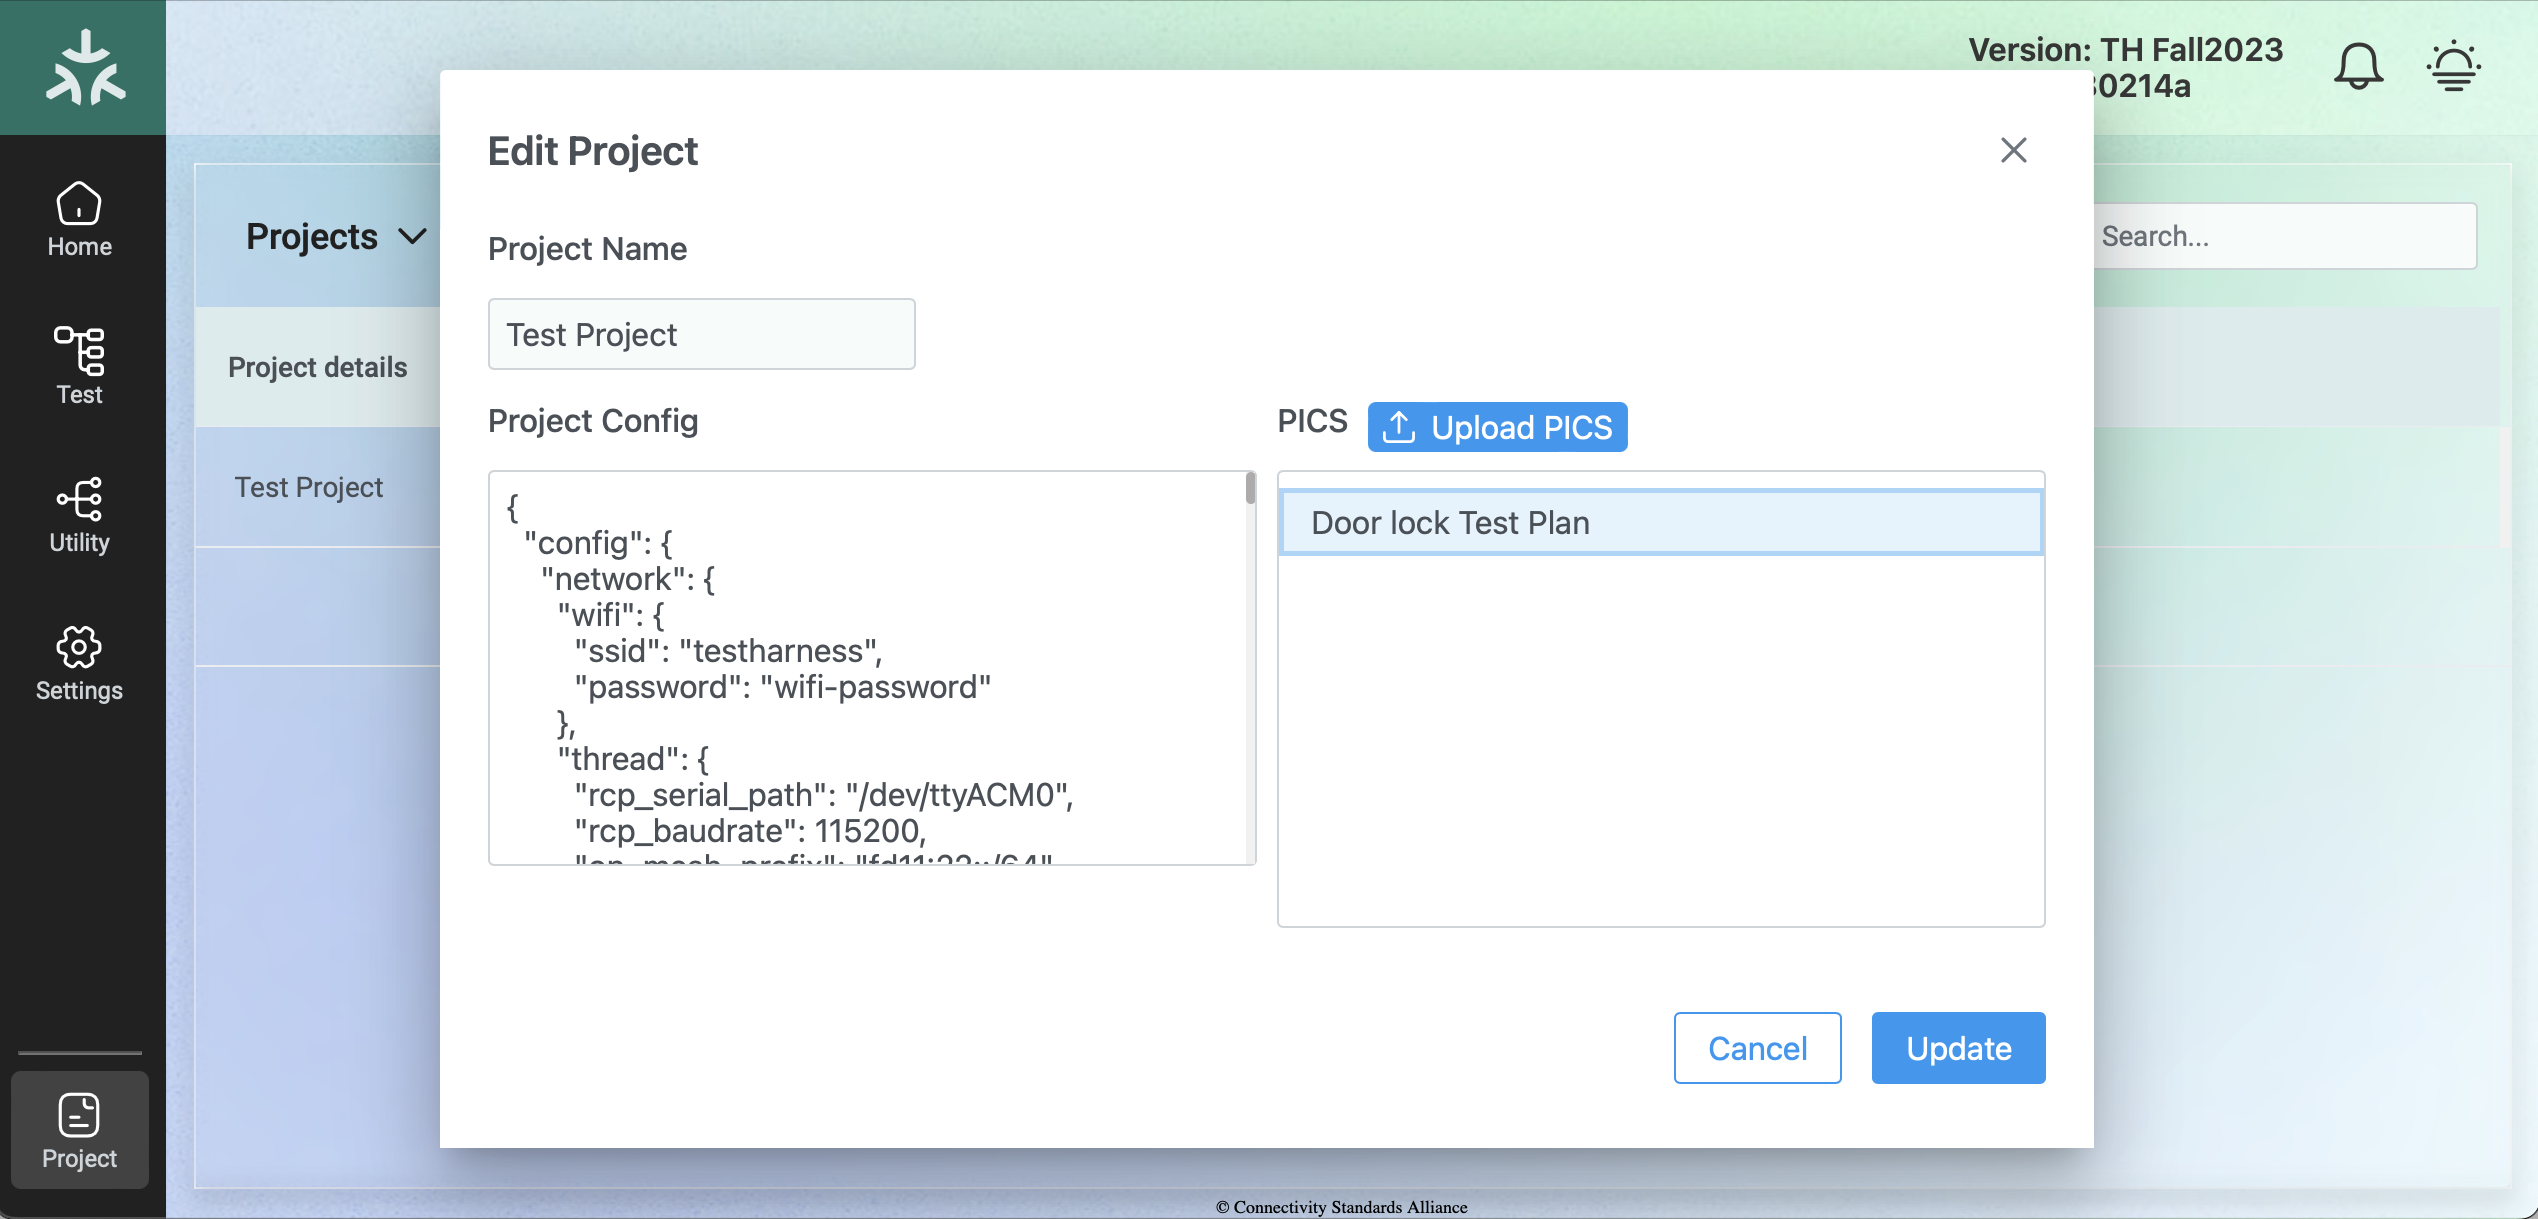 Version: TH Fall2023
0214a
Home
Test
Utility
Settings
Project
Projects
Search...
Project details
Test Project
Edit Project
Project Name
Test Project
Project Config
{
"config": {
"network": {
"wifi": {
"ssid": "testharness",
"password": "wifi-password"
},
"thread": {
"rcp_serial_path": "/dev/ttyACM0",
"rcp_baudrate": 115200,
PICS
Upload PICS
Door lock Test Plan
Cancel
Update
© Connectivity Standards Alliance